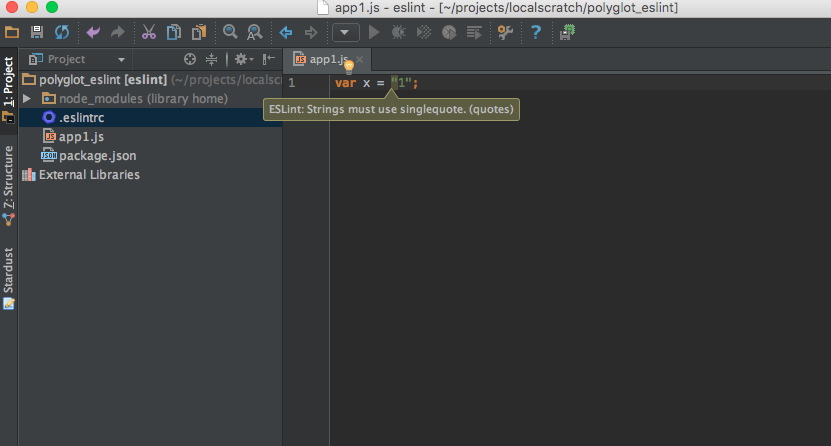 app1.js - eslint - [~/projects/localscratch/polyglot_eslint]
1: Project
Z: Structure
Stardust
Project
polyglot_eslint [eslint] (~/projects/localsc
node_modules (library home)
.eslintrc
app1.js
package.json
External Libraries
app1.js
1 var x = "1";
ESLint: Strings must use singlequote. (quotes)